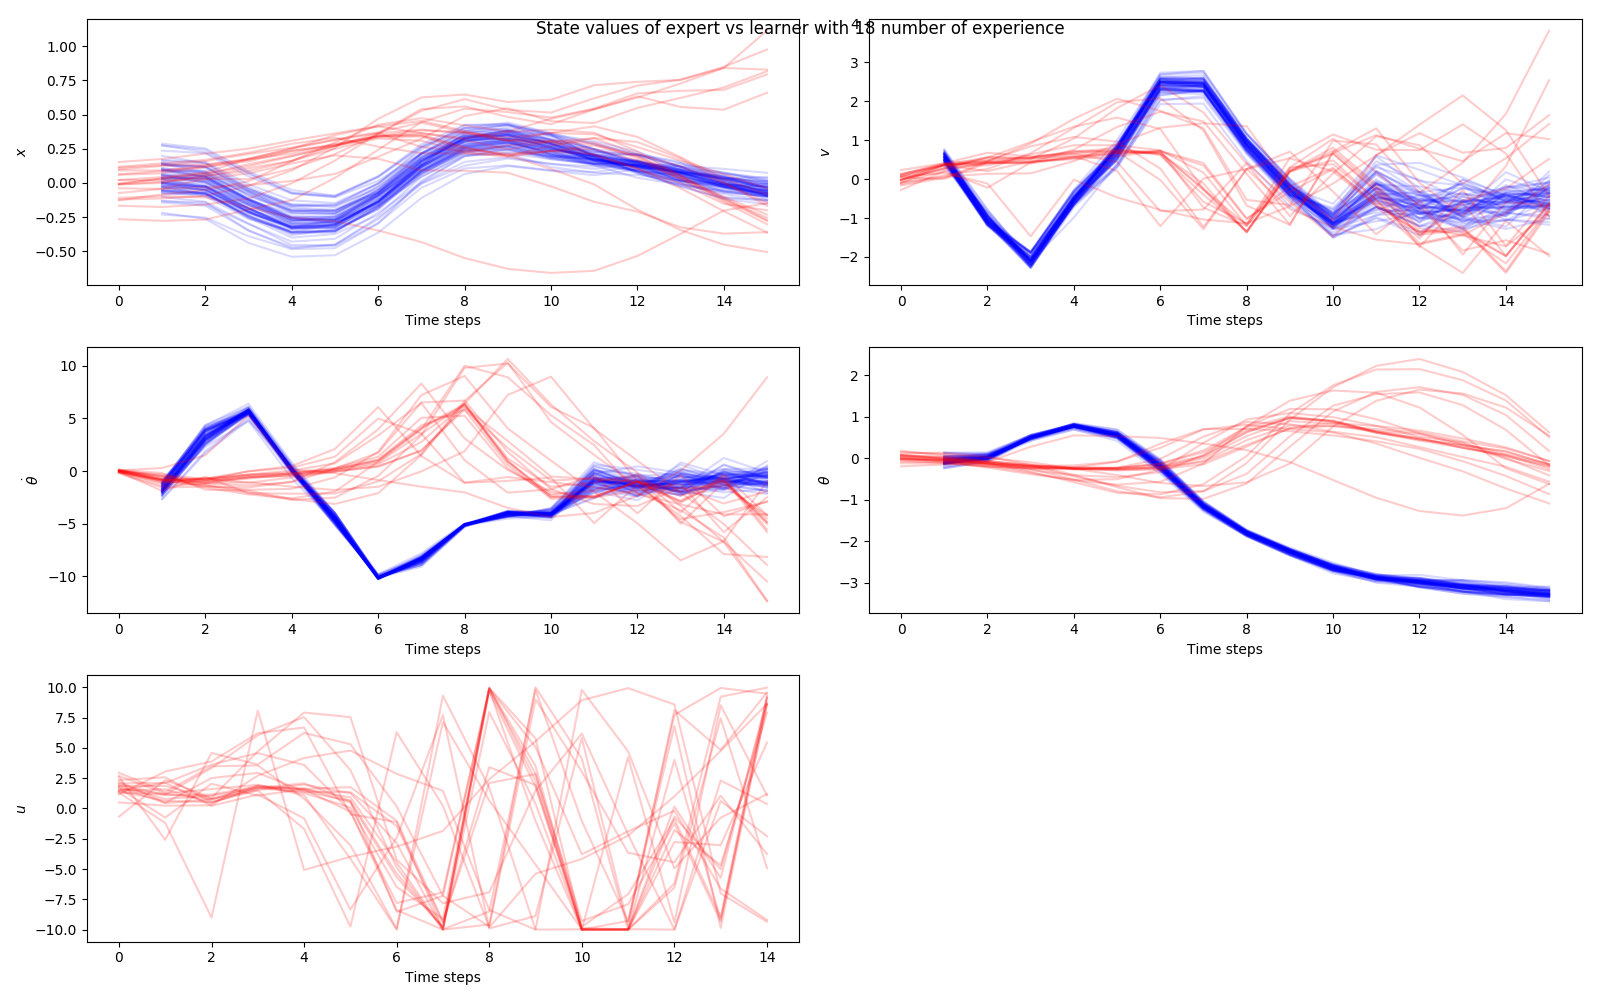 State values of expert vs learner with 18 number of experience
1.00
0.75
0.50
0.25
0.00
−0.25
−0.50
x
0 2 4 6 8 10 12 14
Time steps
4
3
2
1
0
−1
−2
v
0 2 4 6 8 10 12 14
Time steps
10
5
0
−5
−10
θ̇
0 2 4 6 8 10 12 14
Time steps
2
1
0
−1
−2
−3
θ
0 2 4 6 8 10 12 14
Time steps
10.0
7.5
5.0
2.5
0.0
−2.5
−5.0
−7.5
−10.0
u
0 2 4 6 8 10 12 14
Time steps